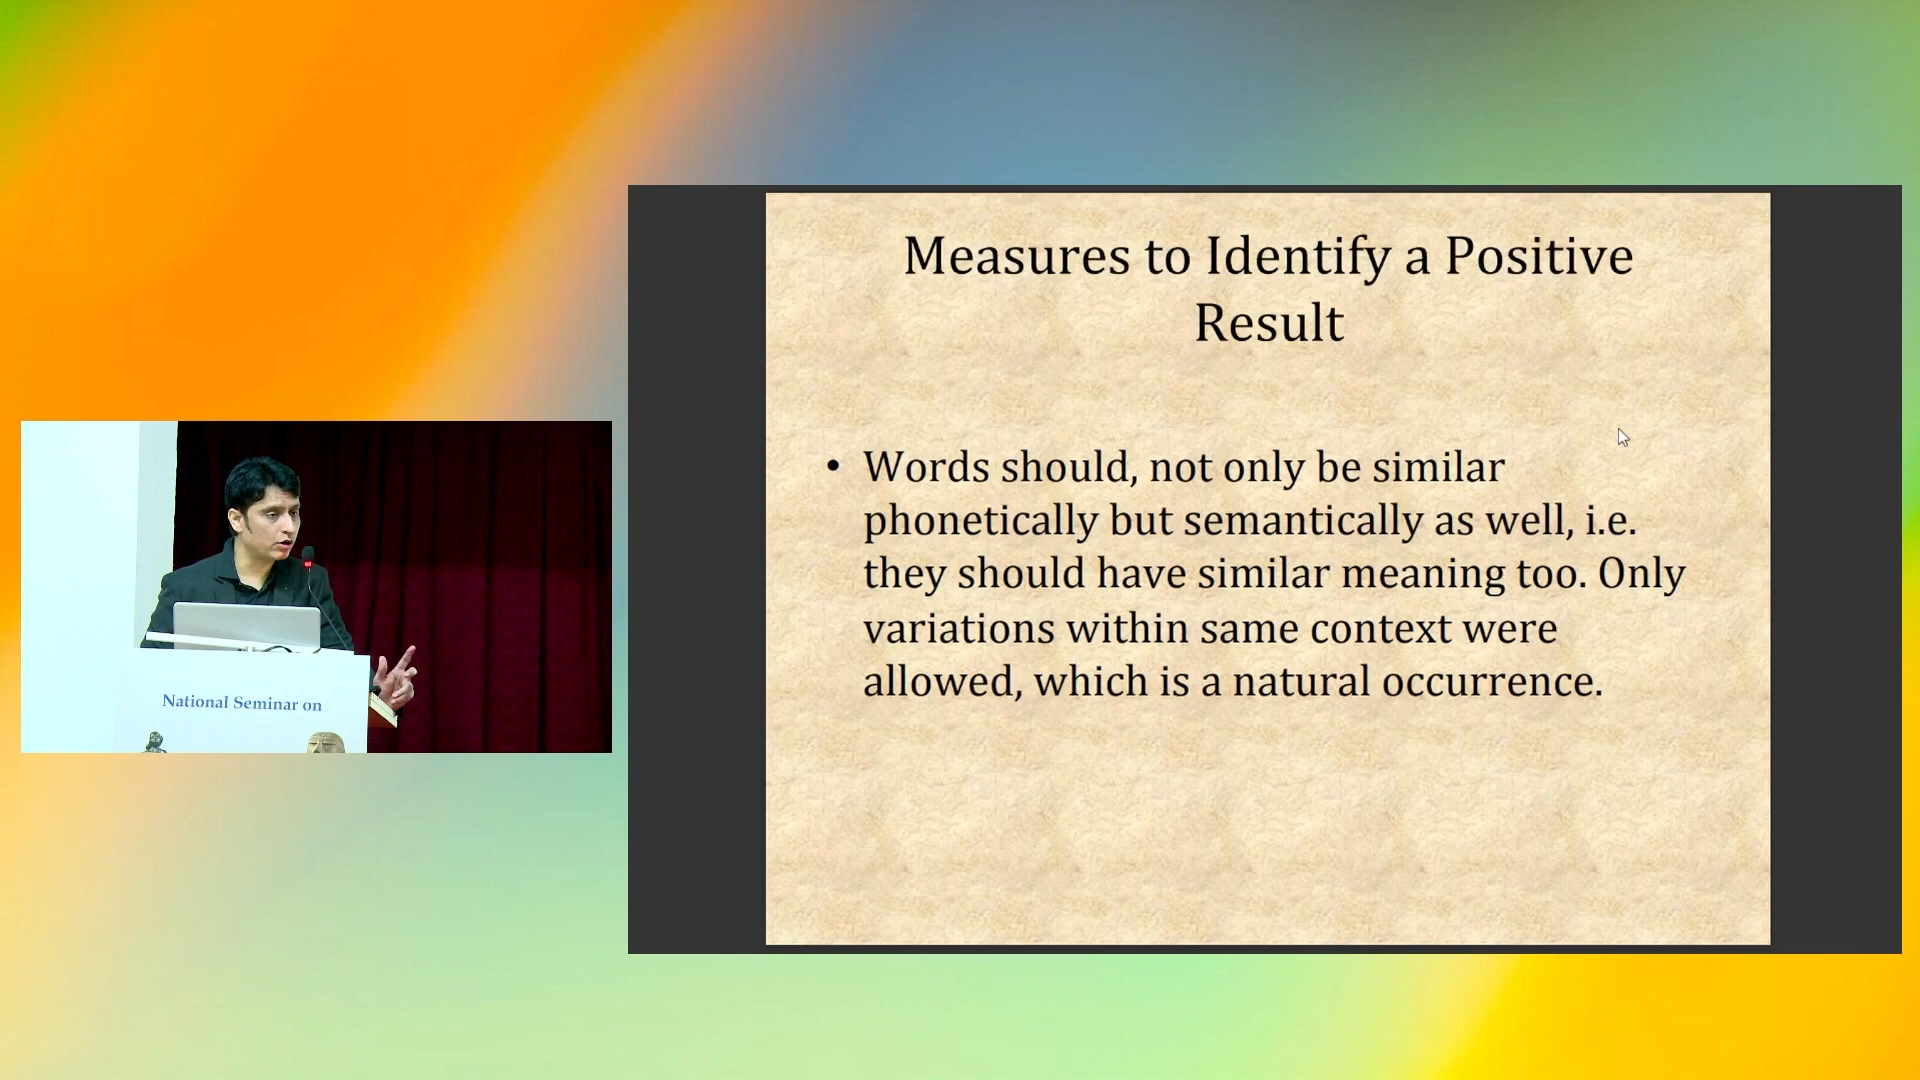 Measures to Identify a Positive
Result
• Words should, not only be similar
phonetically but semantically as well, i.e.
they should have similar meaning too. Only
variations within same context were
allowed, which is a natural occurrence.
National Seminar on